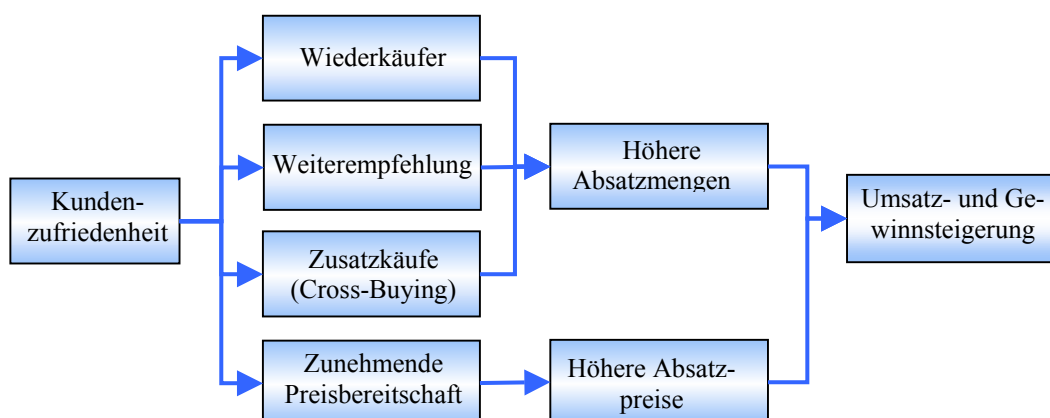 Kunden-
zufriedenheit
Wiederkäufer
Weiterempfehlung
Zusatzkäufe
(Cross-Buying)
Zunehmende
Preisbereitschaft
Höhere
Absatzmengen
Höhere Absatz-
preise
Umsatz- und Ge-
winnsteigerung